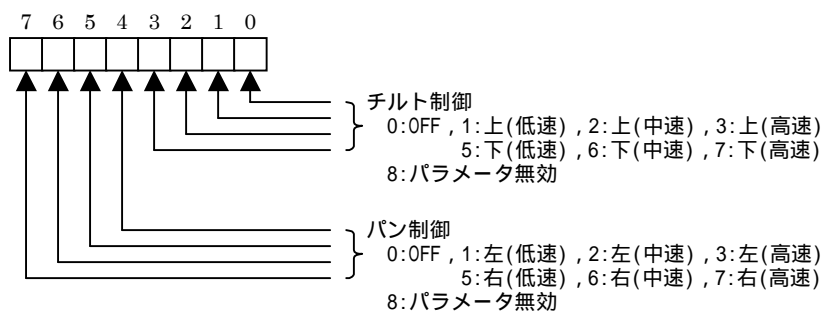 7 6 5 4 3 2 1 0
チルト制御
0:OFF ,1:上(低速) ,2:上(中速) ,3:上(高速)
5:下(低速) ,6:下(中速) ,7:下(高速)
8:パラメータ無効
パン制御
0:OFF ,1:左(低速) ,2:左(中速) ,3:左(高速)
5:右(低速) ,6:右(中速) ,7:右(高速)
8:パラメータ無効